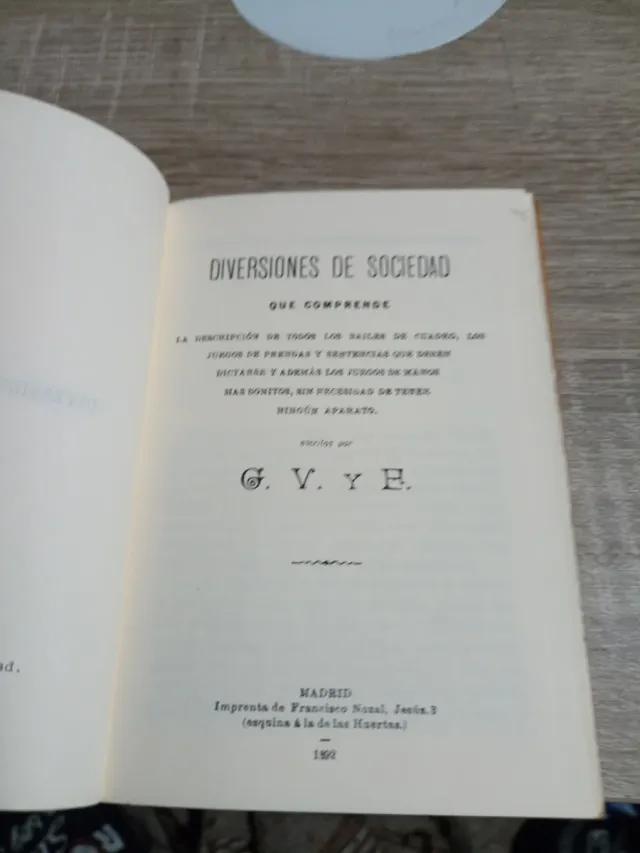 DIVERSIONES DE SOCIEDAD
QUE COMPRENDE
LA DESCRIPCIÓN DE TODOS LOS BAILES DE CUADRO, LOS
JUEGOS DE PRENDAS Y SENTENCIAS QUE DEBEN
DICTARSE Y ADEMÁS LOS JUEGOS DE MANOS
MAS BONITOS, SIN NECESIDAD DE TENER
NINGÚN APARATO.
escritas por
G. V. Y E.
MADRID
Imprenta de Francisco Nozal, Jesús, 3
(esquina á la de las Huertas.)
1892
ad.